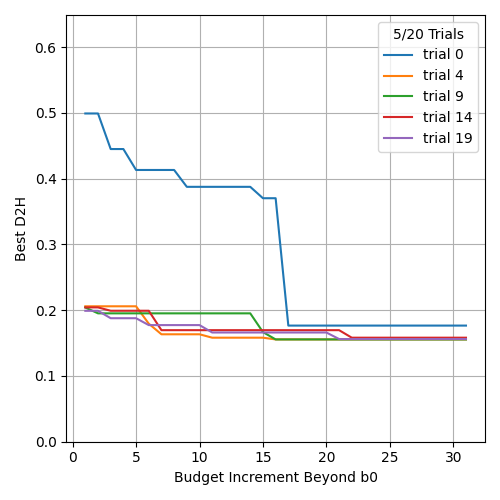 5/20 Trials
trial 0
trial 4
trial 9
trial 14
trial 19
Best D2H
0.6
0.5
0.4
0.3
0.2
0.1
0.0
0 5 10 15 20 25 30
Budget Increment Beyond b0